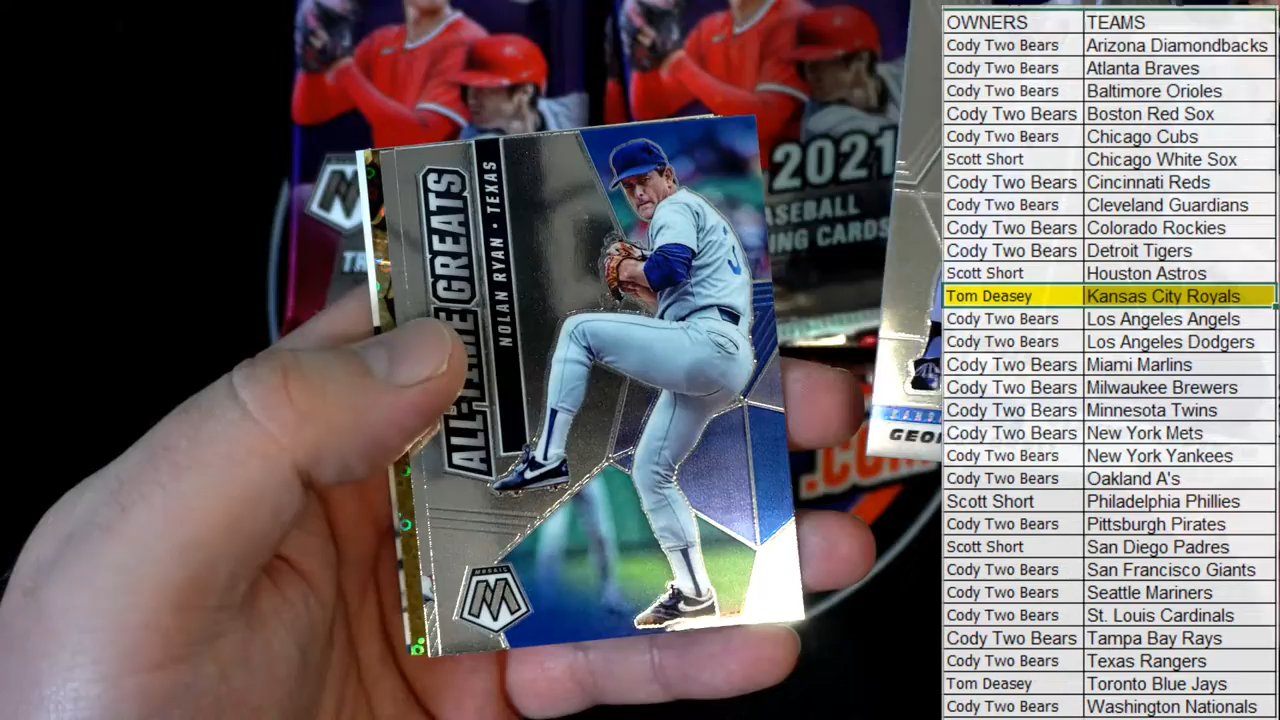 OWNERS TEAMS
Cody Two Bears Arizona Diamondbacks
Cody Two Bears Atlanta Braves
Cody Two Bears Baltimore Orioles
Cody Two Bears Boston Red Sox
Cody Two Bears Chicago Cubs
Scott Short Chicago White Sox
Cody Two Bears Cincinnati Reds
Cody Two Bears Cleveland Guardians
Cody Two Bears Colorado Rockies
Cody Two Bears Detroit Tigers
Scott Short Houston Astros
Tom Deasey Kansas City Royals
Cody Two Bears Los Angeles Angels
Cody Two Bears Los Angeles Dodgers
Cody Two Bears Miami Marlins
Cody Two Bears Milwaukee Brewers
Cody Two Bears Minnesota Twins
Cody Two Bears New York Mets
Cody Two Bears New York Yankees
Cody Two Bears Oakland A's
Scott Short Philadelphia Phillies
Cody Two Bears Pittsburgh Pirates
Scott Short San Diego Padres
Cody Two Bears San Francisco Giants
Cody Two Bears Seattle Mariners
Cody Two Bears St. Louis Cardinals
Cody Two Bears Tampa Bay Rays
Cody Two Bears Texas Rangers
Tom Deasey Toronto Blue Jays
Cody Two Bears Washington Nationals
ALL-TIME GREATS
NOLAN RYAN • TEXAS
MOSAIC
M
2021
ASEBALL
ING CARDS
M
TR
KANS
GEO
.COM